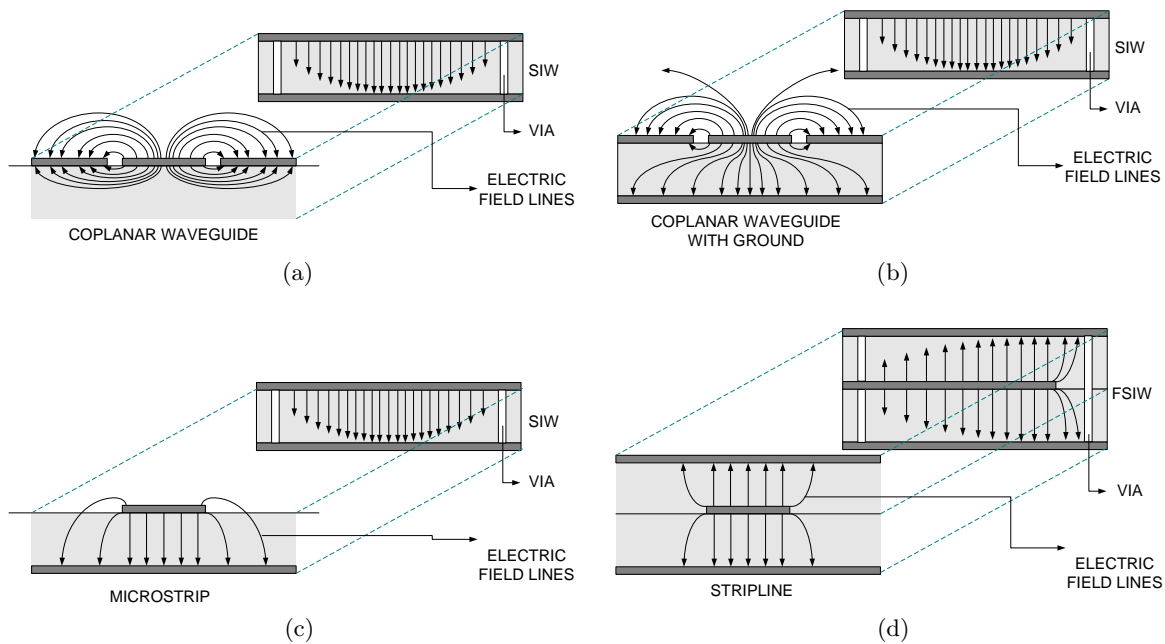 SIW
VIA
ELECTRIC
FIELD LINES
COPLANAR WAVEGUIDE
(a)
SIW
VIA
ELECTRIC
FIELD LINES
COPLANAR WAVEGUIDE
WITH GROUND
(b)
SIW
VIA
ELECTRIC
FIELD LINES
MICROSTRIP
(c)
FSIW
VIA
ELECTRIC
FIELD LINES
STRIPLINE
(d)